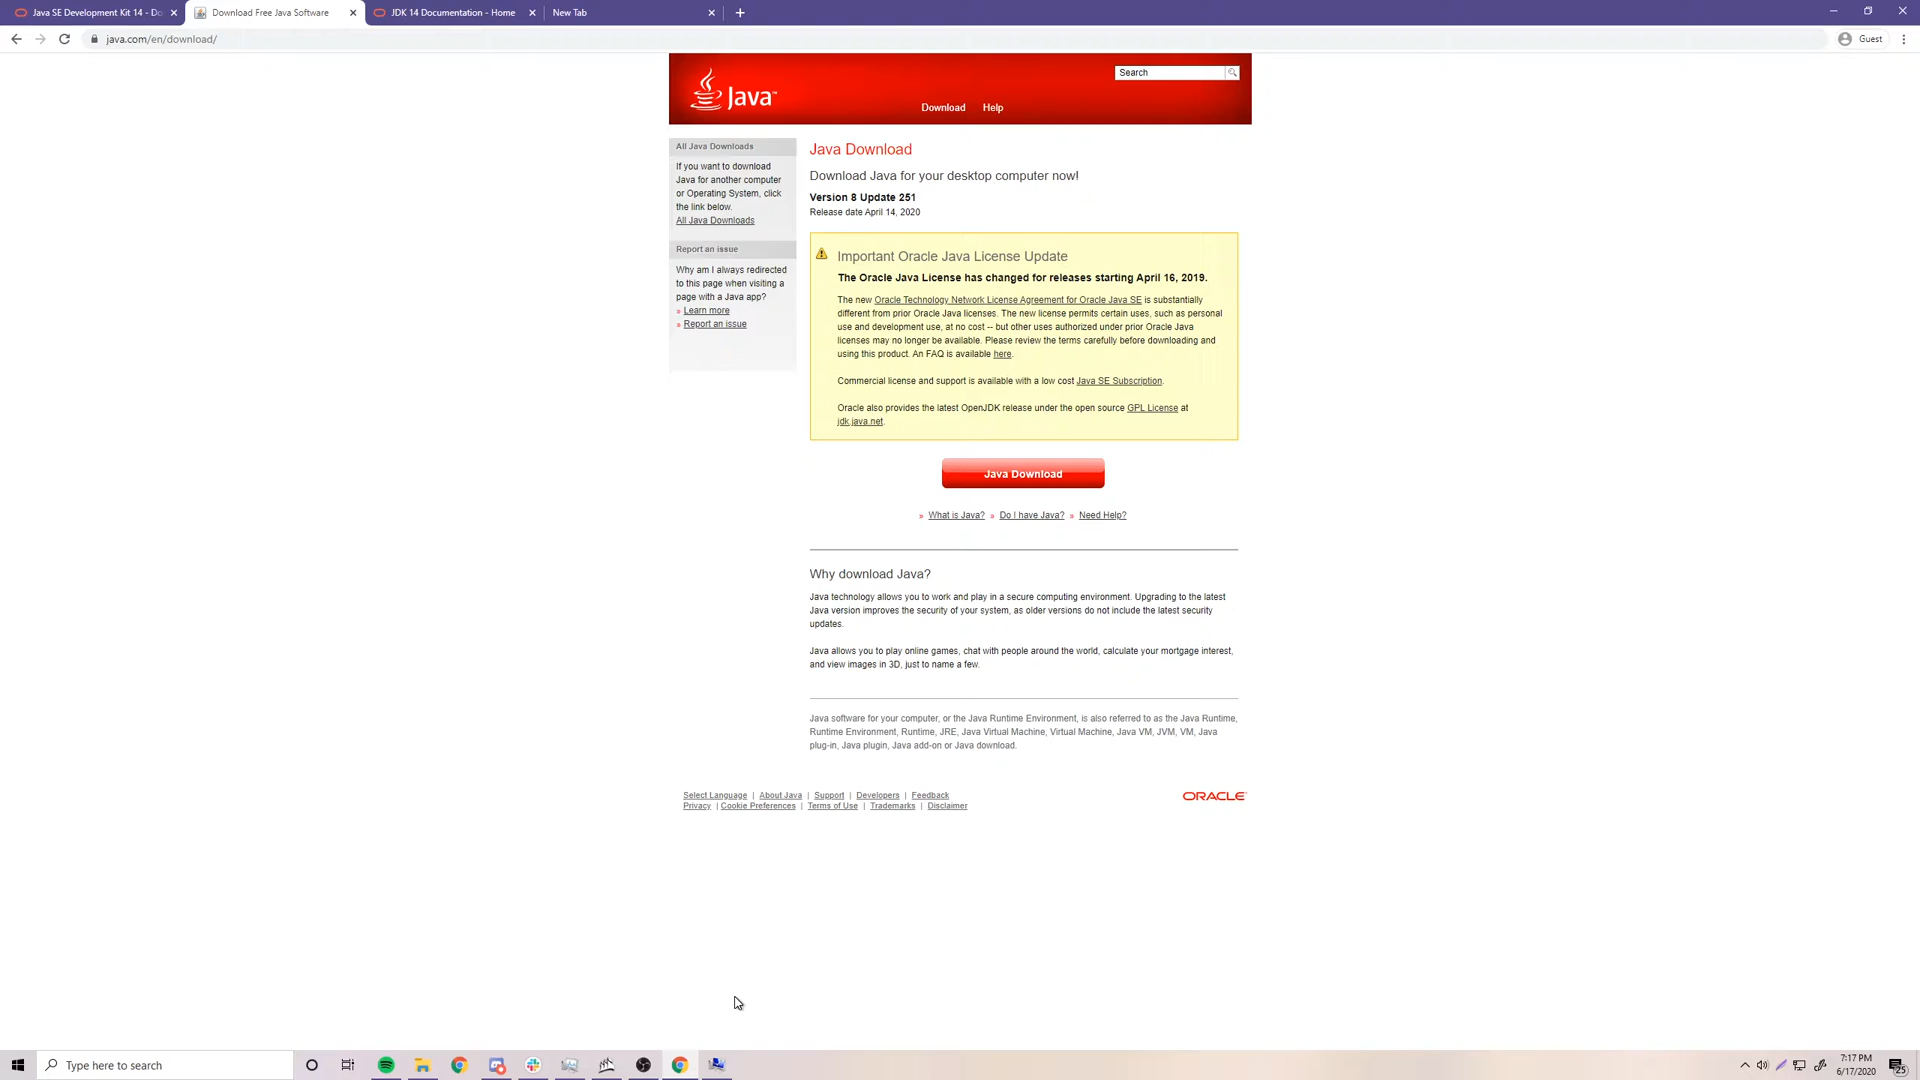 Java SE Development Kit 14 - Do
Download Free Java Software
JDK 14 Documentation - Home
New Tab
java.com/en/download/
Guest
Java™
Search
Download
Help
All Java Downloads
If you want to download
Java for another computer
or Operating System, click
the link below.
All Java Downloads
Report an issue
Why am I always redirected
to this page when visiting a
page with a Java app?
» Learn more
» Report an issue
Java Download
Download Java for your desktop computer now!
Version 8 Update 251
Release date April 14, 2020
Important Oracle Java License Update
The Oracle Java License has changed for releases starting April 16, 2019.
The new Oracle Technology Network License Agreement for Oracle Java SE is substantially
different from prior Oracle Java licenses. The new license permits certain uses, such as personal
use and development use, at no cost -- but other uses authorized under prior Oracle Java
licenses may no longer be available. Please review the terms carefully before downloading and
using this product. An FAQ is available here.
Commercial license and support is available with a low cost Java SE Subscription.
Oracle also provides the latest OpenJDK release under the open source GPL License at
jdk.java.net.
Java Download
» What is Java? » Do I have Java? » Need Help?
Why download Java?
Java technology allows you to work and play in a secure computing environment. Upgrading to the latest
Java version improves the security of your system, as older versions do not include the latest security
updates.
Java allows you to play online games, chat with people around the world, calculate your mortgage interest,
and view images in 3D, just to name a few.
Java software for your computer, or the Java Runtime Environment, is also referred to as the Java Runtime,
Runtime Environment, Runtime, JRE, Java Virtual Machine, Virtual Machine, Java VM, JVM, VM, Java
plug-in, Java plugin, Java add-on or Java download.
Select Language | About Java | Support | Developers | Feedback
Privacy | Cookie Preferences | Terms of Use | Trademarks | Disclaimer
ORACLE
Type here to search
7:17 PM
6/17/2020
25